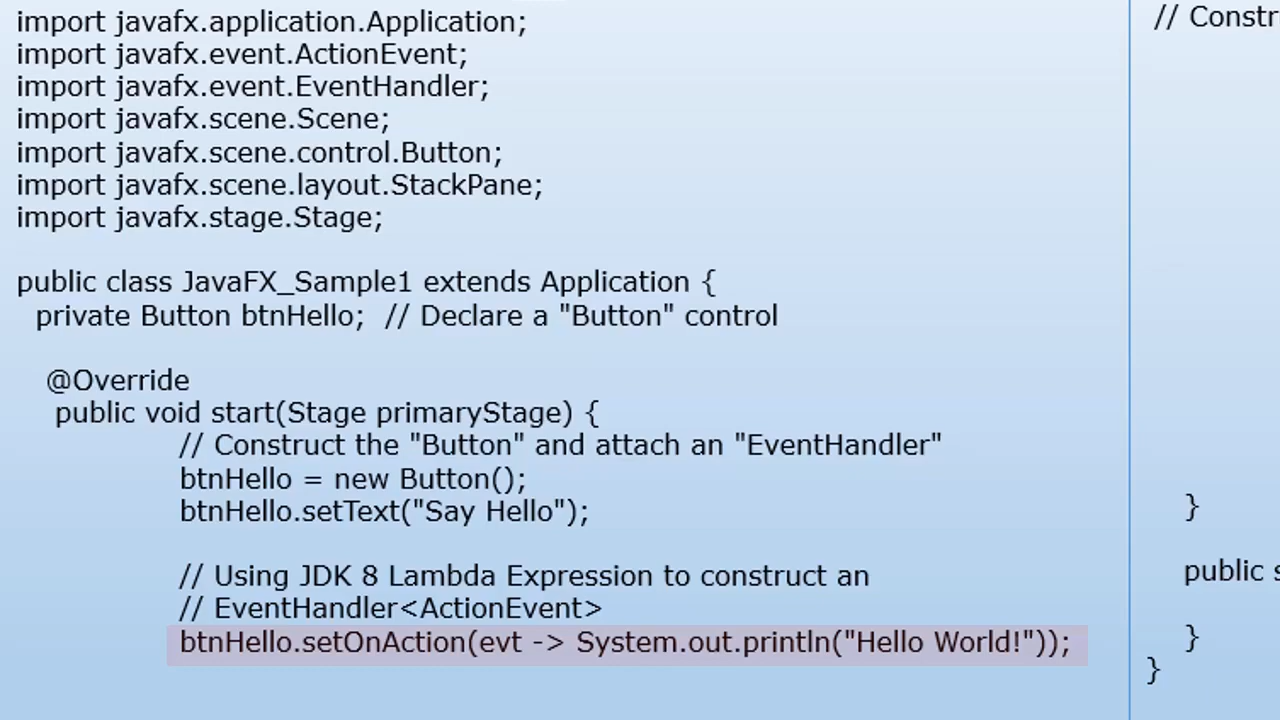 import javafx.application.Application;
import javafx.event.ActionEvent;
import javafx.event.EventHandler;
import javafx.scene.Scene;
import javafx.scene.control.Button;
import javafx.scene.layout.StackPane;
import javafx.stage.Stage;
public class JavaFX_Sample1 extends Application {
private Button btnHello; // Declare a "Button" control
@Override
public void start(Stage primaryStage) {
// Construct the "Button" and attach an "EventHandler"
btnHello = new Button();
btnHello.setText("Say Hello");
// Using JDK 8 Lambda Expression to construct an
// EventHandler<ActionEvent>
btnHello.setOnAction(evt -> System.out.println("Hello World!"));
// Constr
}
public s
}
}